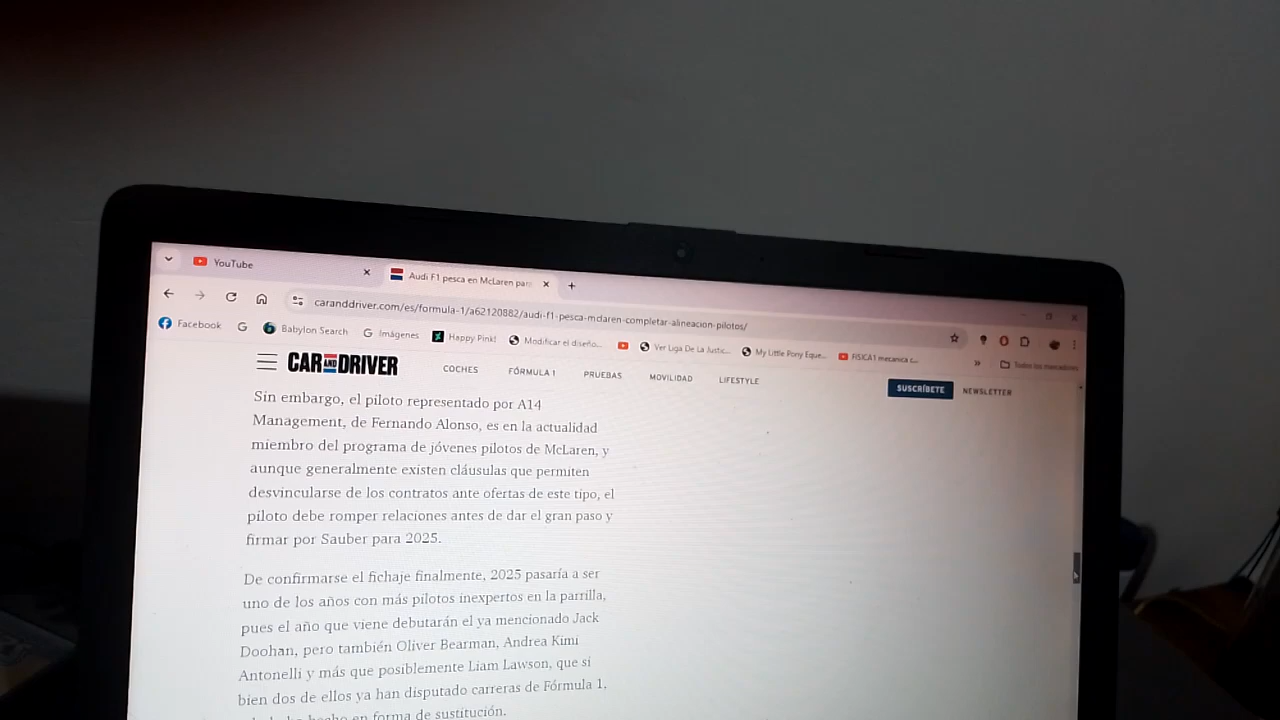 YouTube
Audi F1 pesca en McLaren par
caranddriver.com/es/formula-1/a62120882/audi-f1-pesca-mclaren-completar-alineacion-pilotos/
Facebook
Babylon Search
Imágenes
Happy Pink!
Modificar el diseño...
Ver Liga De La Justic...
My Little Pony Eque...
FISICA1 mecanica c...
Todos los marcadores
CAR AND DRIVER
COCHES
FÓRMULA 1
PRUEBAS
MOVILIDAD
LIFESTYLE
SUSCRÍBETE
NEWSLETTER
Sin embargo, el piloto representado por A14
Management, de Fernando Alonso, es en la actualidad
miembro del programa de jóvenes pilotos de McLaren, y
aunque generalmente existen cláusulas que permiten
desvincularse de los contratos ante ofertas de este tipo, el
piloto debe romper relaciones antes de dar el gran paso y
firmar por Sauber para 2025.
De confirmarse el fichaje finalmente, 2025 pasaría a ser
uno de los años con más pilotos inexpertos en la parrilla,
pues el año que viene debutarán el ya mencionado Jack
Doohan, pero también Oliver Bearman, Andrea Kimi
Antonelli y más que posiblemente Liam Lawson, que si
bien dos de ellos ya han disputado carreras de Fórmula 1,
hecho en forma de sustitución.